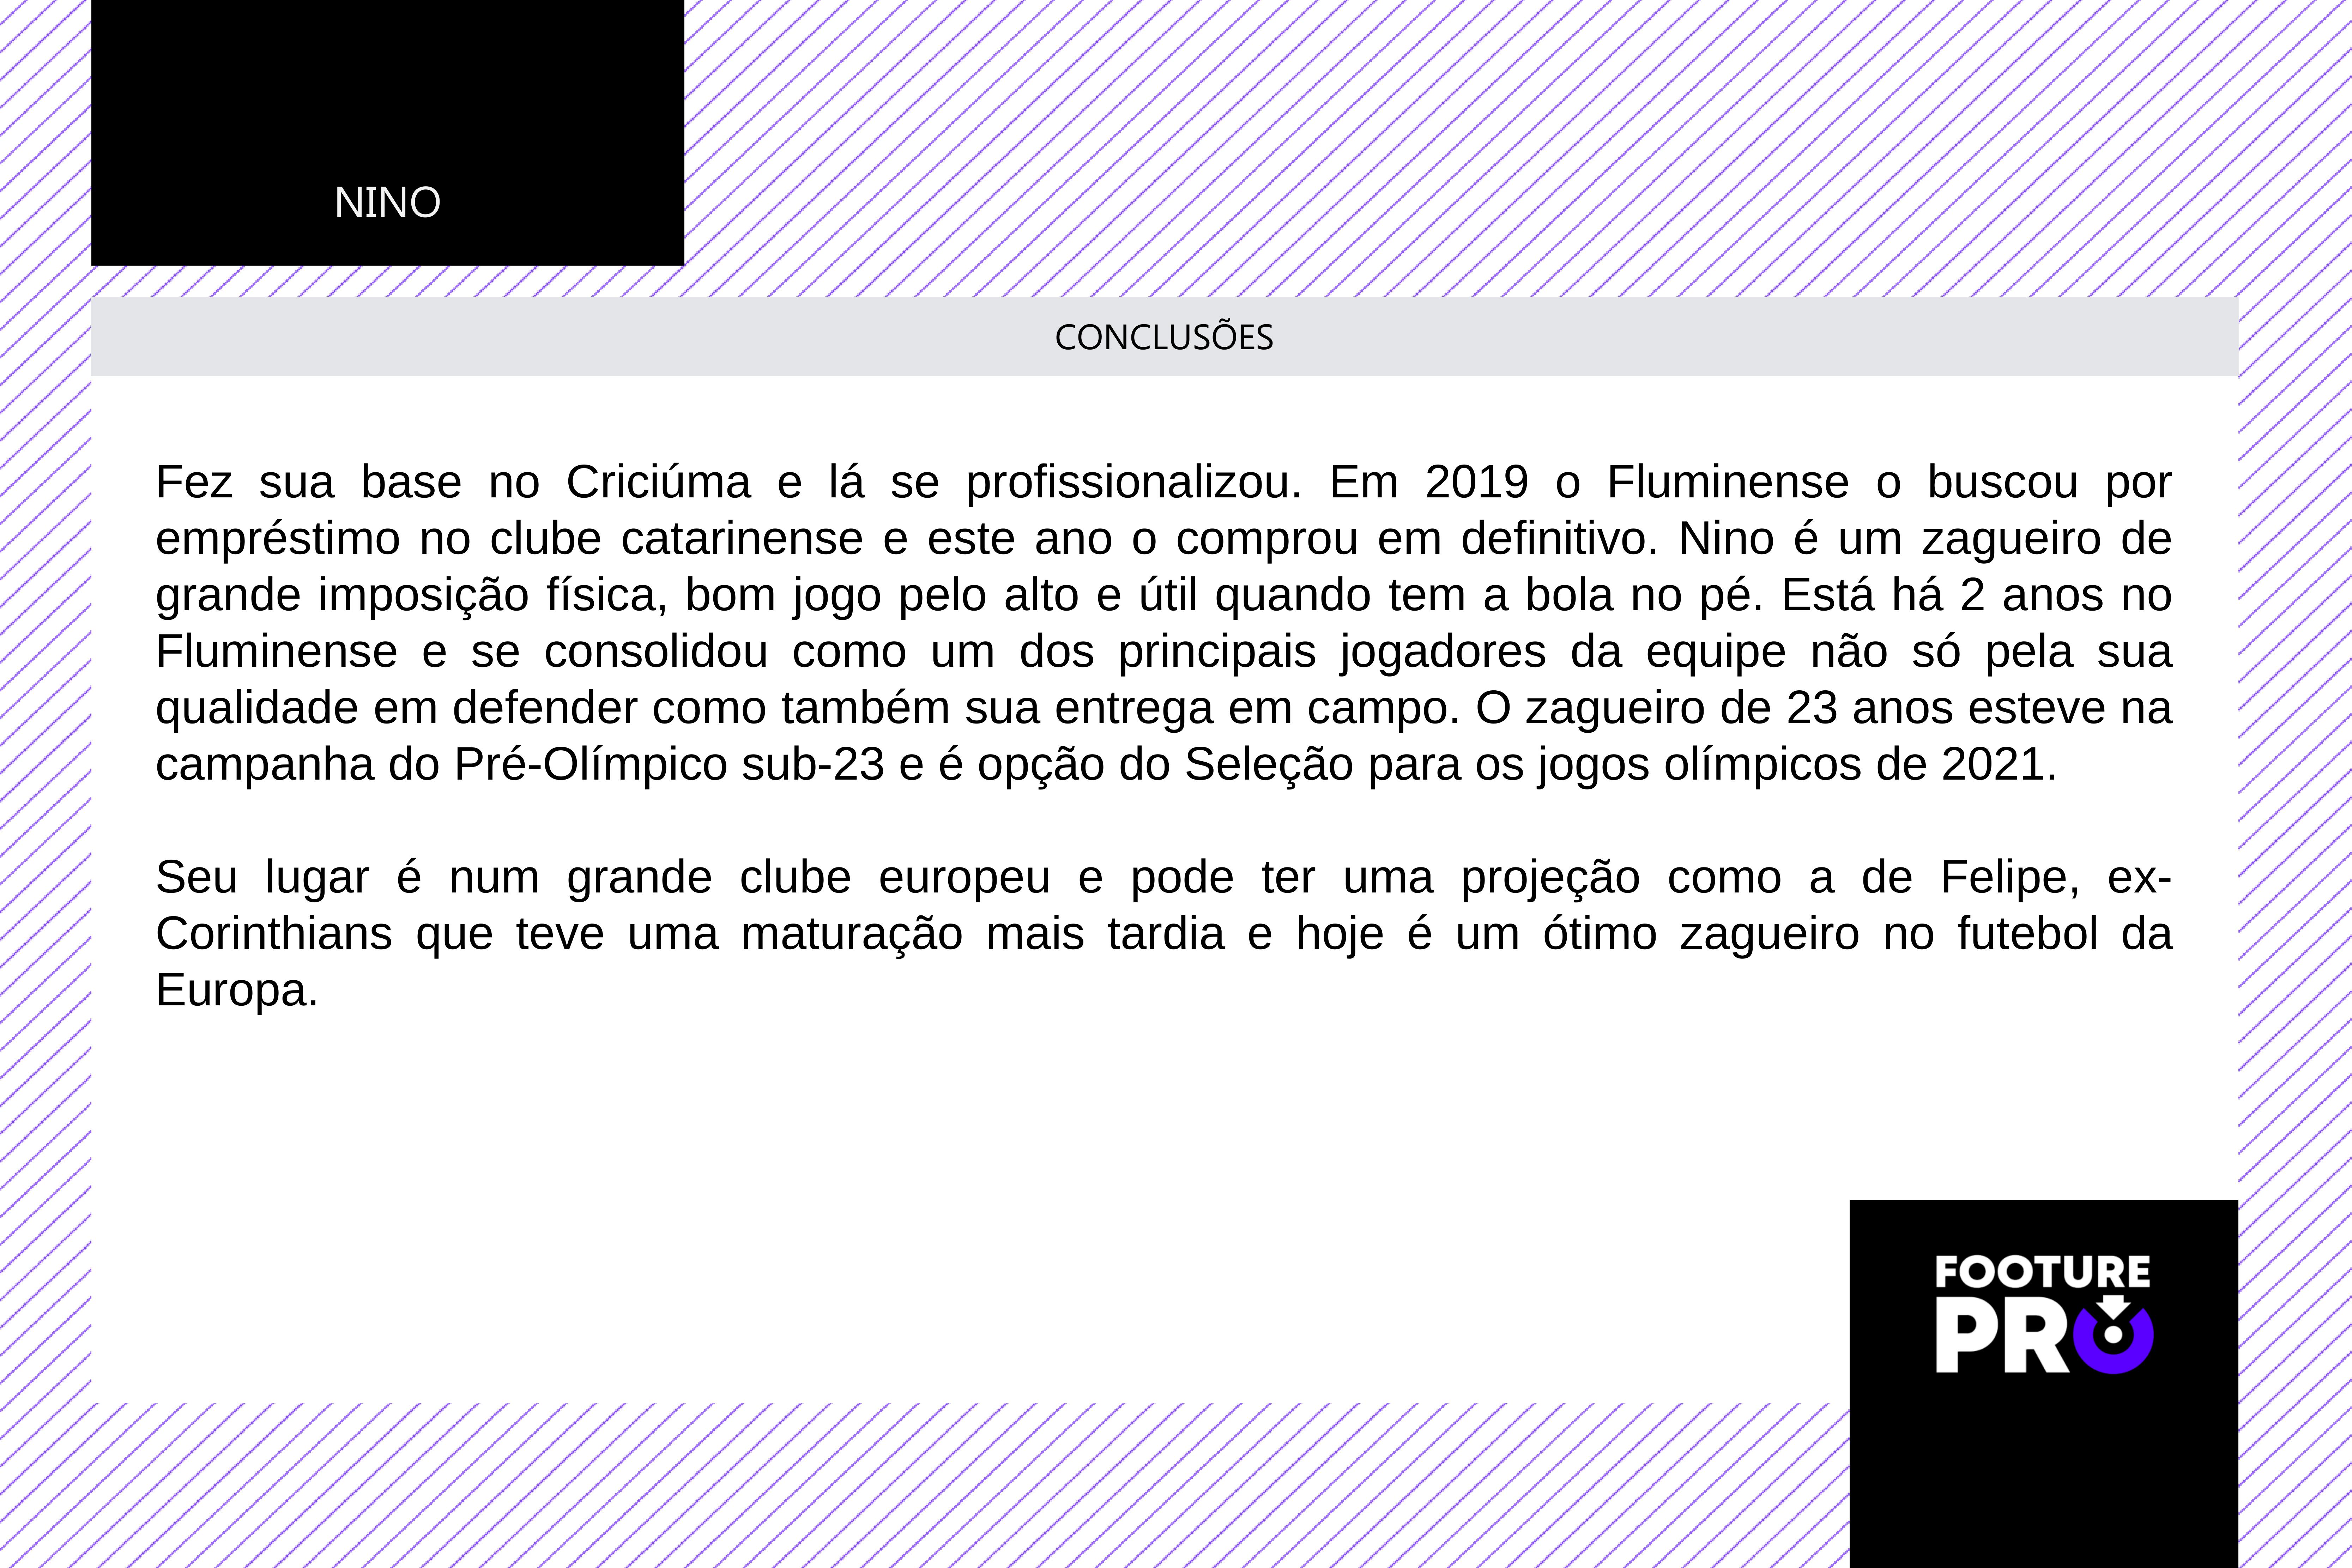 NINO
CONCLUSÕES
Fez sua base no Criciúma e lá se profissionalizou. Em 2019 o Fluminense o buscou por
empréstimo no clube catarinense e este ano o comprou em definitivo. Nino é um zagueiro de
grande imposição física, bom jogo pelo alto e útil quando tem a bola no pé. Está há 2 anos no
Fluminense e se consolidou como um dos principais jogadores da equipe não só pela sua
qualidade em defender como também sua entrega em campo. O zagueiro de 23 anos esteve na
campanha do Pré-Olímpico sub-23 e é opção do Seleção para os jogos olímpicos de 2021.
Seu lugar é num grande clube europeu e pode ter uma projeção como a de Felipe, ex-
Corinthians que teve uma maturação mais tardia e hoje é um ótimo zagueiro no futebol da
Europa.
FOOTURE
PRO